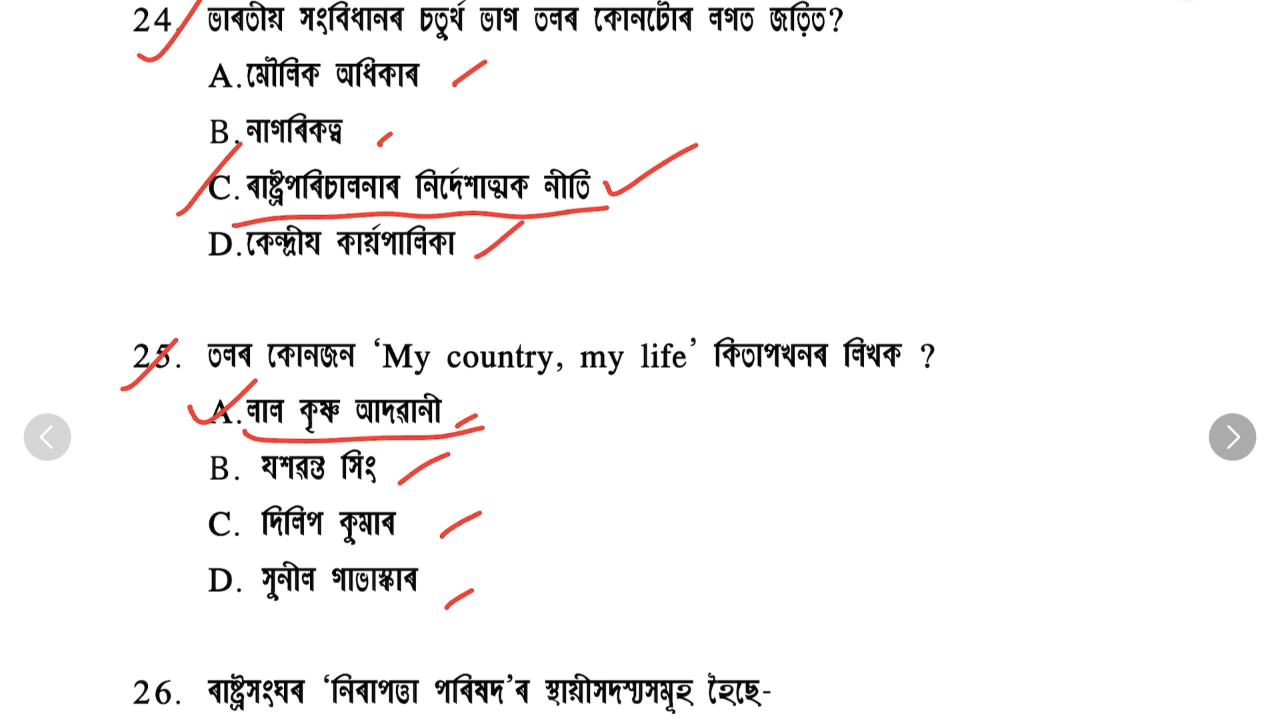 24. ভাৰতীয় সংবিধানৰ চতুৰ্থ ভাগ তলৰ কোনটোৰ লগত জড়িত?
A.মৌলিক অধিকাৰ
B.নাগৰিকত্ব
C. ৰাষ্ট্ৰপৰিচালনাৰ নিৰ্দেশাত্মক নীতি
D.কেন্দ্ৰীয কাৰ্যপালিকা
25. তলৰ কোনজন ‘My country, my life’ কিতাপখনৰ লিখক ?
A.লাল কৃষ্ণ আদৱানী
B. যশৱন্ত সিং
C. দিলিপ কুমাৰ
D. সুনীল গাভাস্কাৰ
26. ৰাষ্ট্ৰসংঘৰ ‘নিৰাপত্তা পৰিষদ’ৰ স্থায়ীসদস্যসমূহ হৈছে-